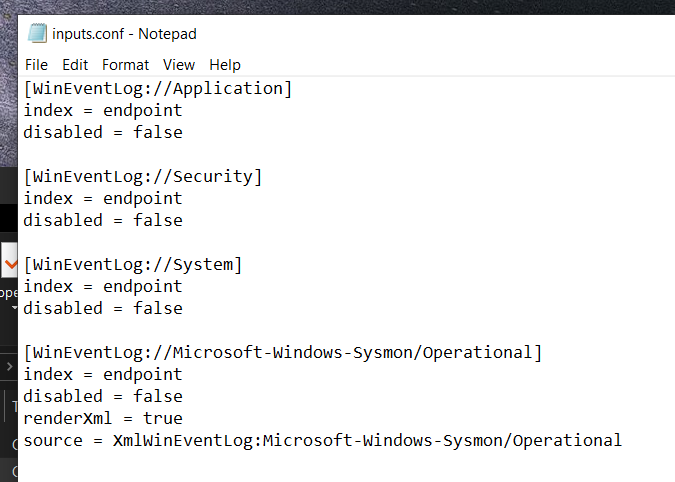 inputs.conf - Notepad
File Edit Format View Help
[WinEventLog://Application]
index = endpoint
disabled = false
[WinEventLog://Security]
index = endpoint
disabled = false
[WinEventLog://System]
index = endpoint
disabled = false
[WinEventLog://Microsoft-Windows-Sysmon/Operational]
index = endpoint
disabled = false
renderXml = true
source = XmlWinEventLog:Microsoft-Windows-Sysmon/Operational